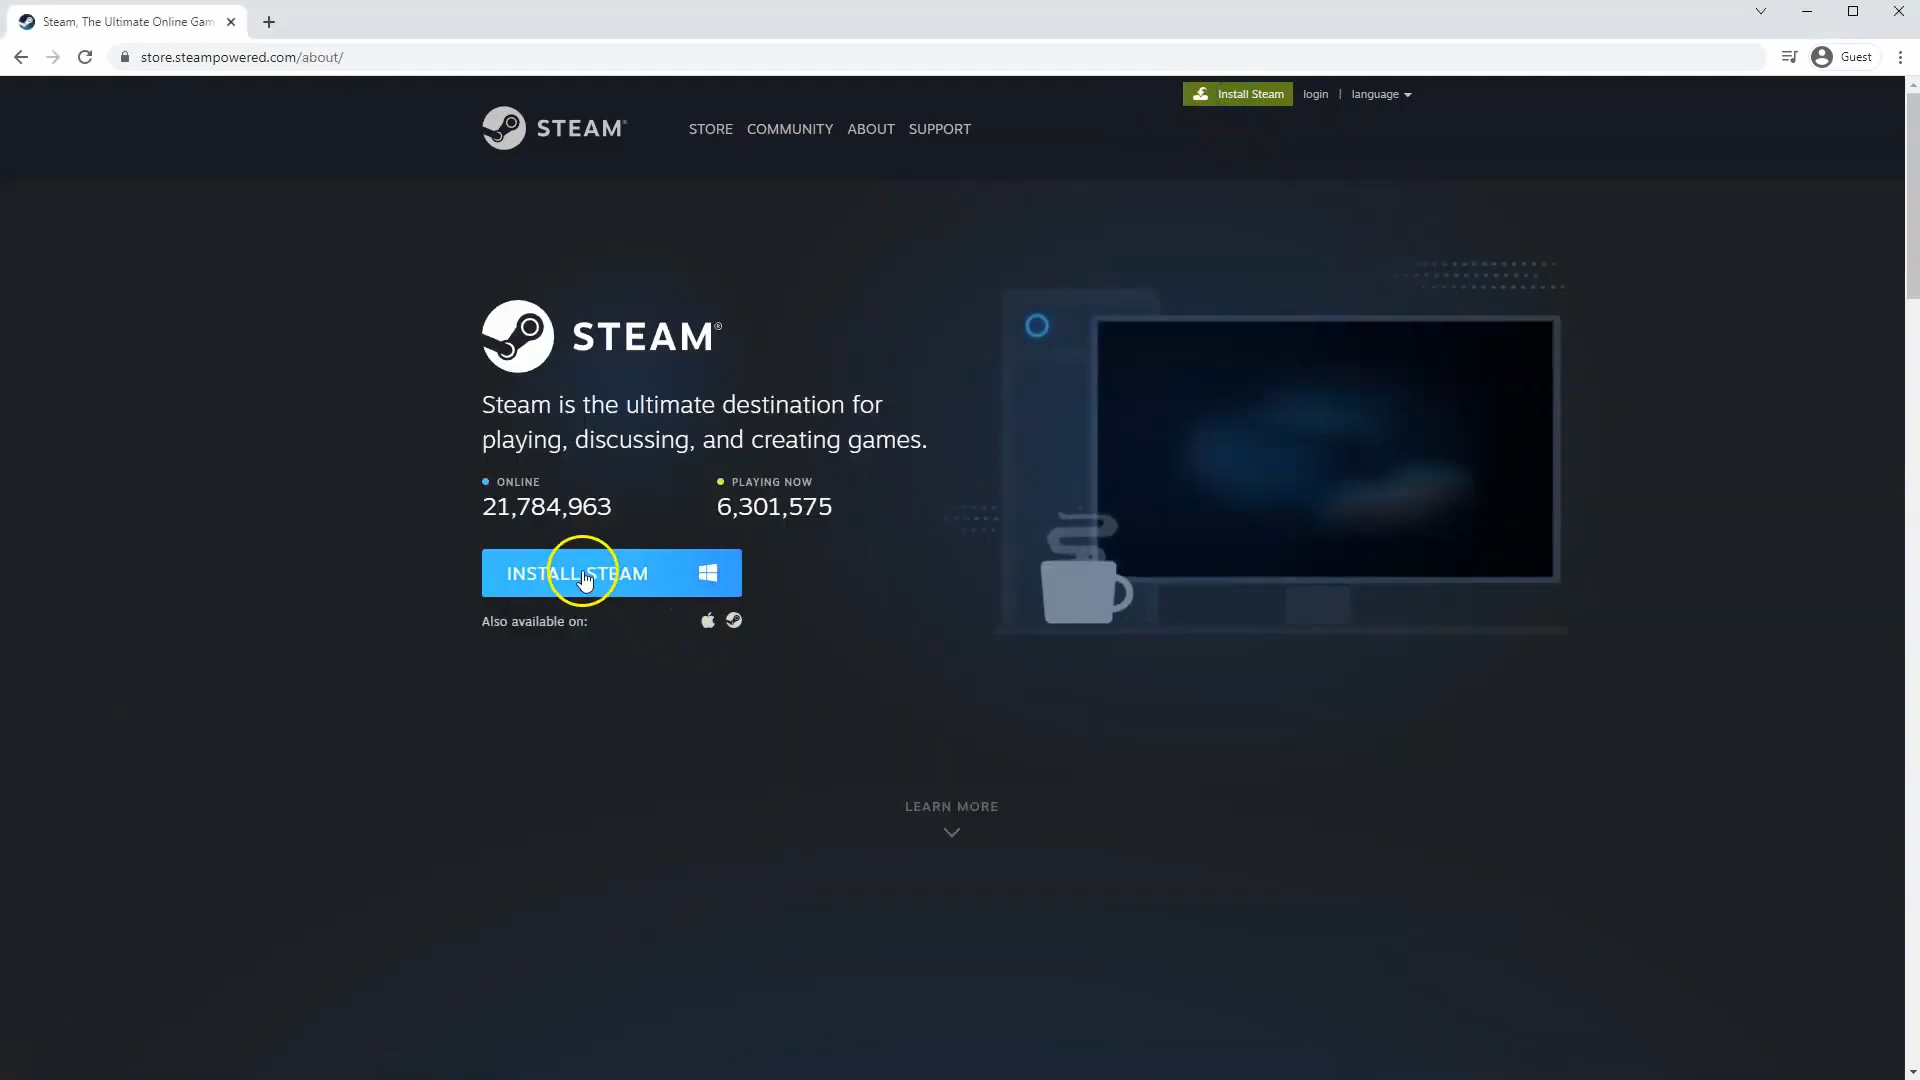 Steam, The Ultimate Online Gam
store.steampowered.com/about/
Guest
Install Steam
login | language
STEAM®
STORE COMMUNITY ABOUT SUPPORT
STEAM®
Steam is the ultimate destination for
playing, discussing, and creating games.
ONLINE
21,784,963
PLAYING NOW
6,301,575
INSTALL STEAM
Also available on:
LEARN MORE